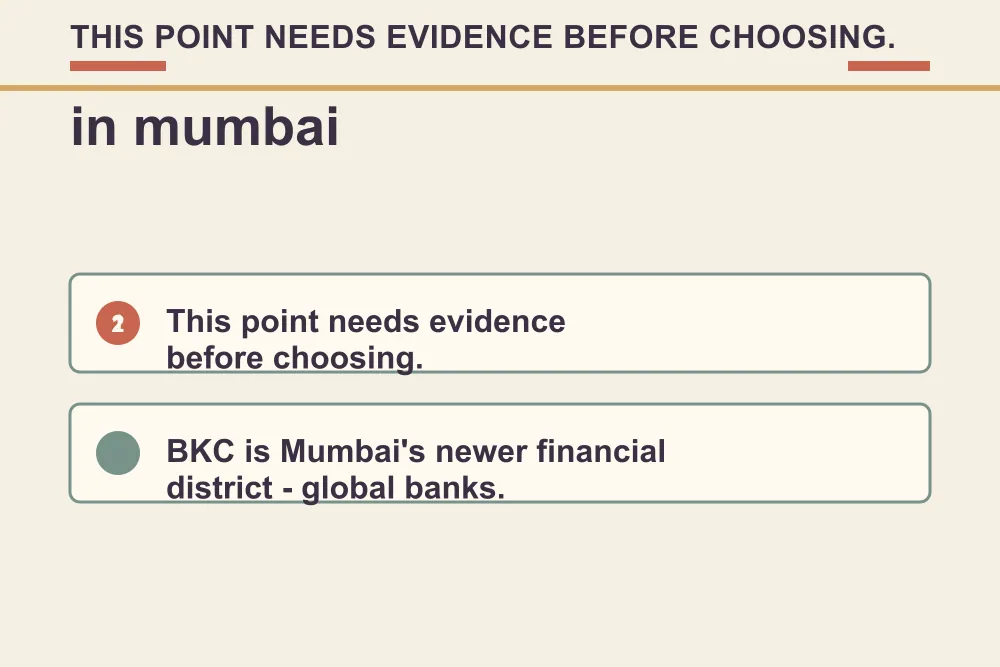 THIS POINT NEEDS EVIDENCE BEFORE CHOOSING.
in mumbai
2
This point needs evidence
before choosing.
BKC is Mumbai's newer financial
district - global banks.